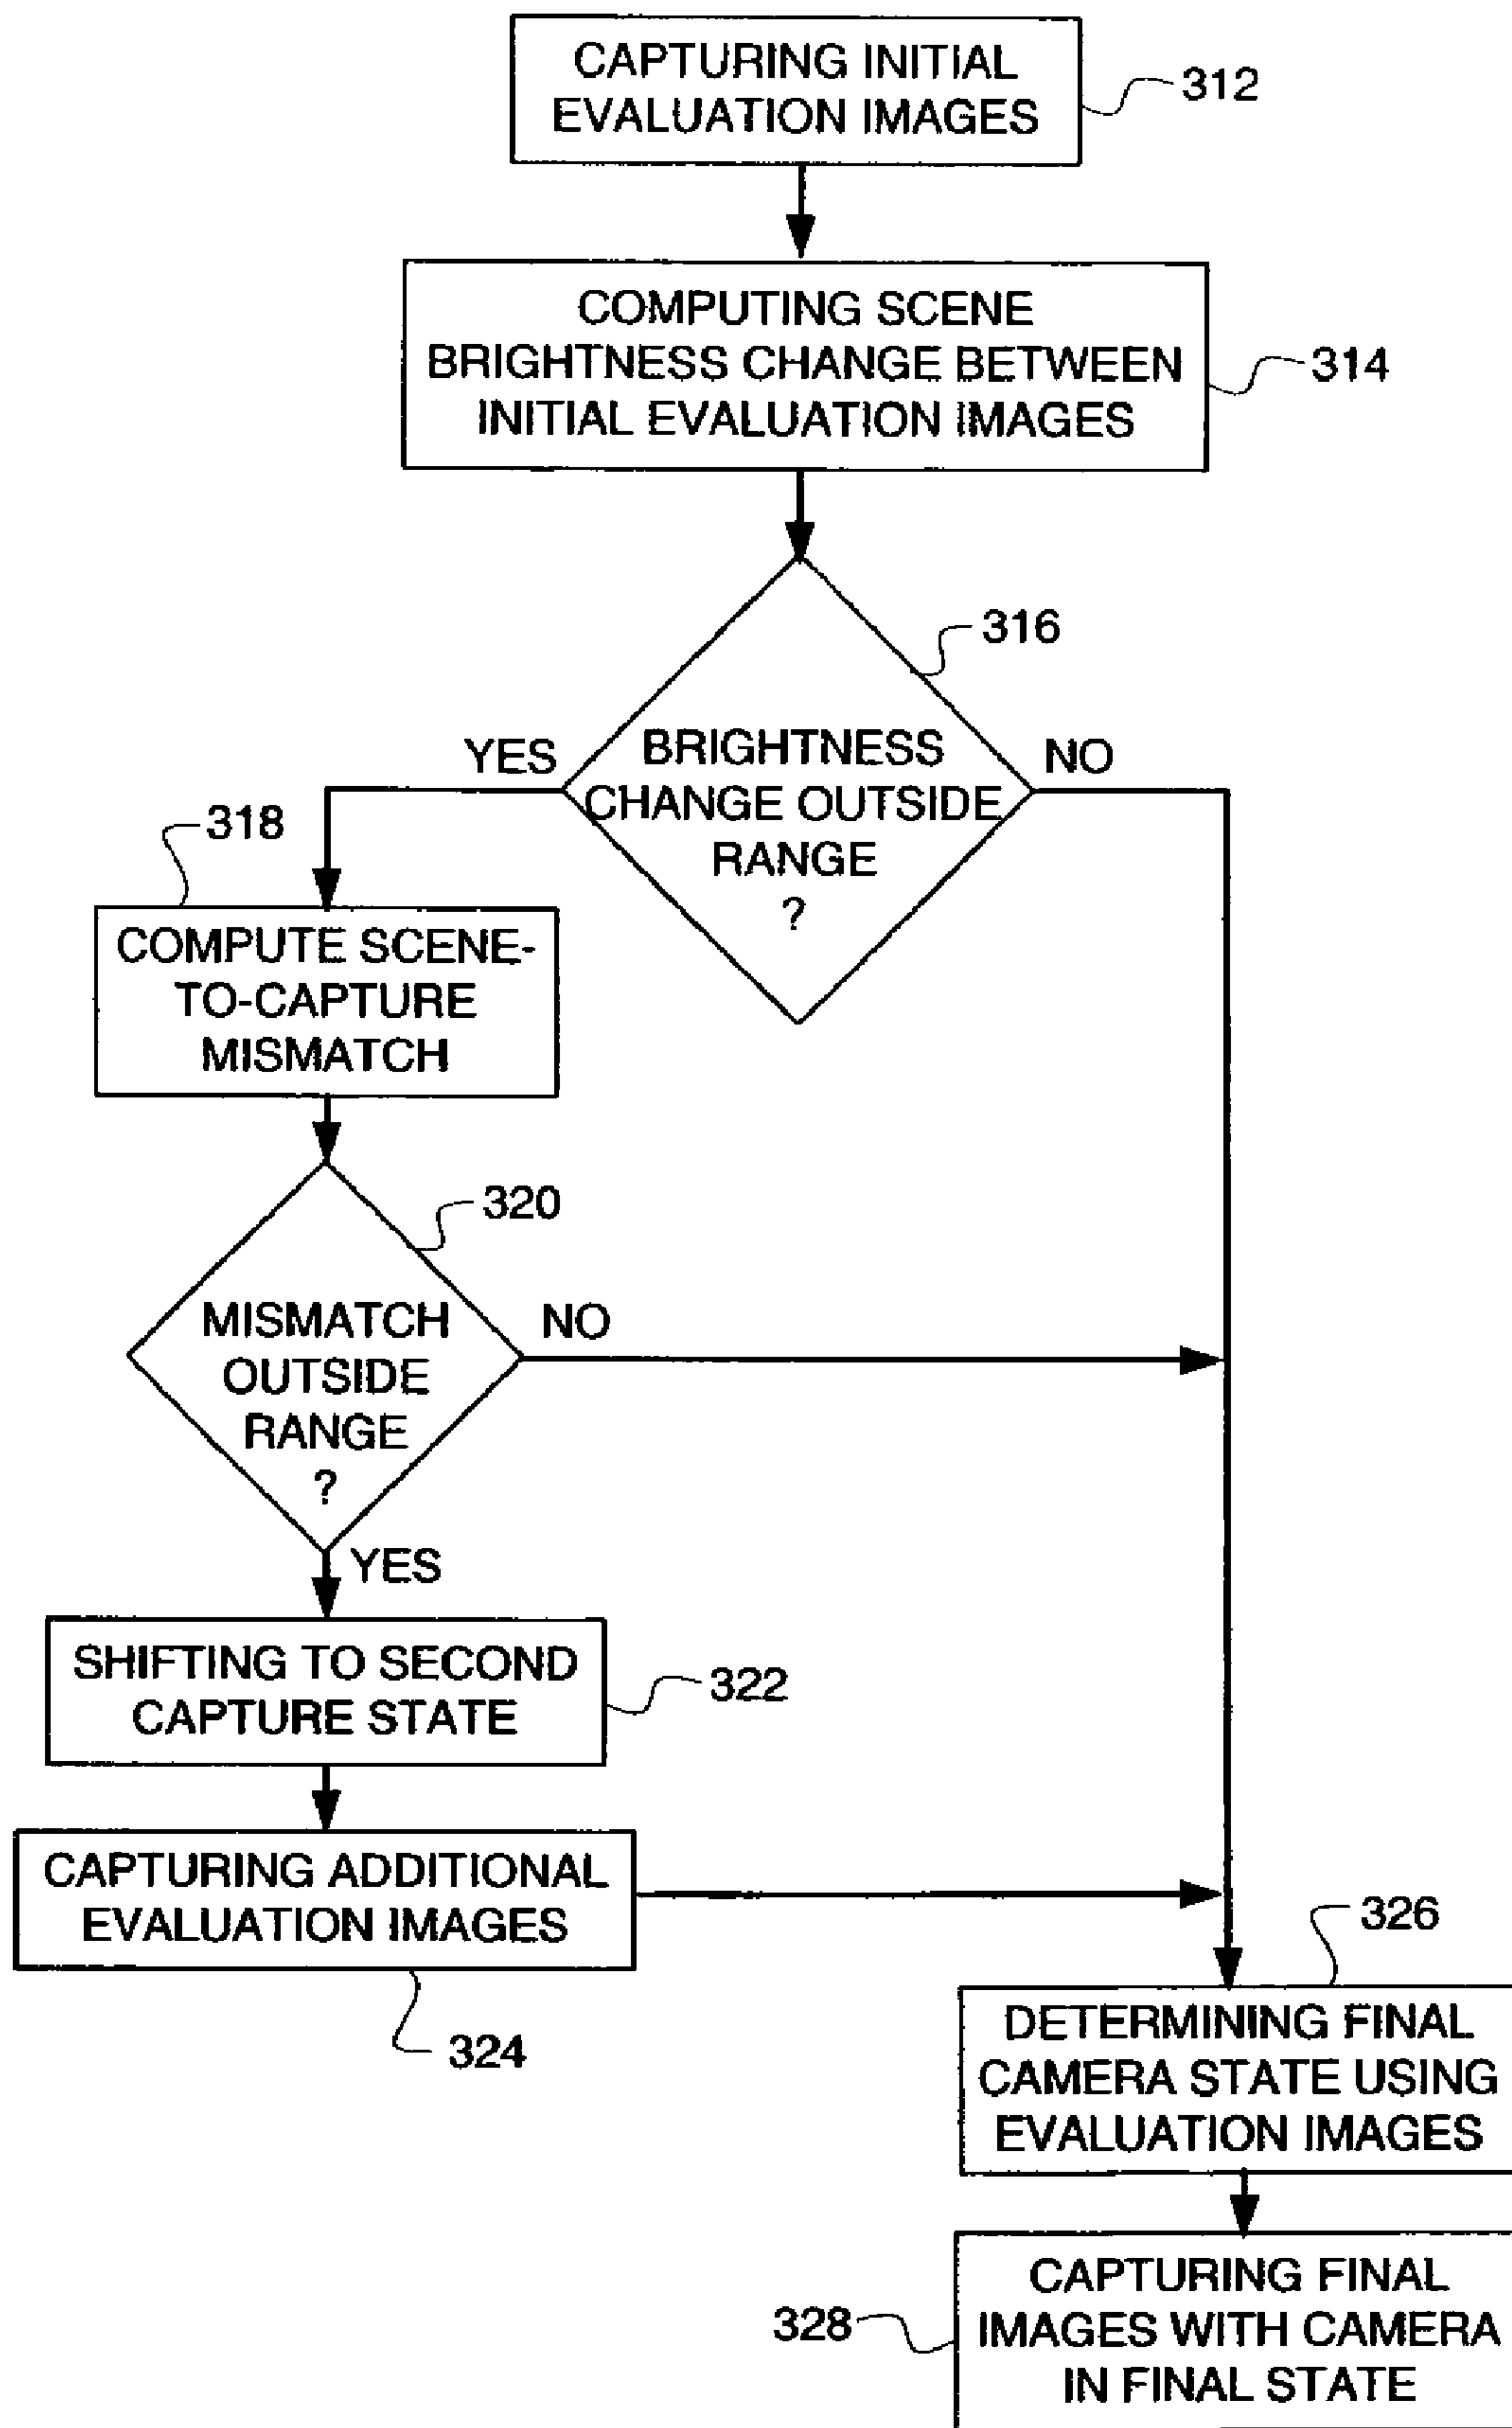 CAPTURING INITIAL
EVALUATION IMAGES
312
COMPUTING SCENE
BRIGHTNESS CHANGE BETWEEN
INITIAL EVALUATION IMAGES
314
316
BRIGHTNESS
CHANGE OUTSIDE
RANGE
?
YES
NO
318
COMPUTE SCENE-
TO-CAPTURE
MISMATCH
320
MISMATCH
OUTSIDE
RANGE
?
NO
YES
SHIFTING TO SECOND
CAPTURE STATE
322
CAPTURING ADDITIONAL
EVALUATION IMAGES
324
326
DETERMINING FINAL
CAMERA STATE USING
EVALUATION IMAGES
328
CAPTURING FINAL
IMAGES WITH CAMERA
IN FINAL STATE